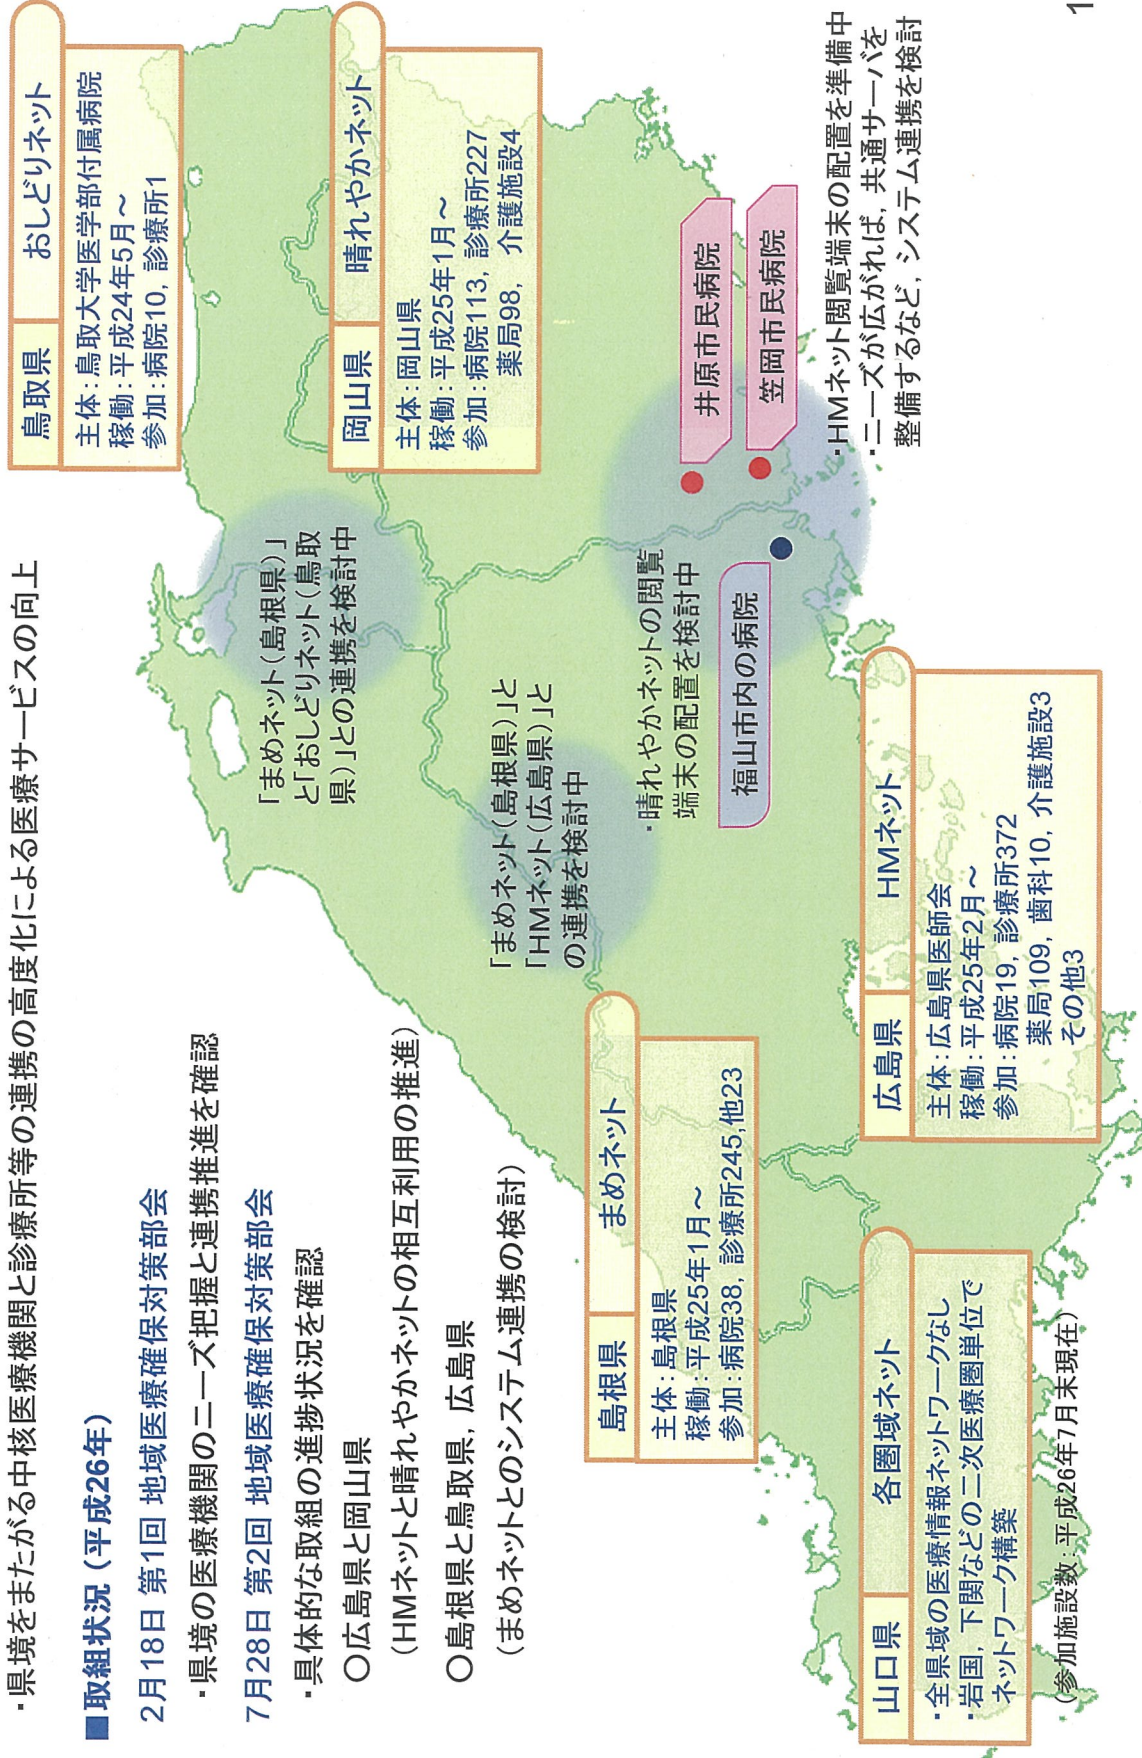 ・県境をまたがる中核医療機関と診療所等の連携の高度化による医療サービスの向上
■取組状況（平成26年）
2月18日 第1回 地域医療確保対策部会
・県境の医療機関のニーズ把握と連携推進を確認
7月28日 第2回 地域医療確保対策部会
・具体的な取組の進捗状況を確認
○広島県と岡山県
（HMネットと晴れやかネットの相互利用の推進）
○島根県と鳥取県，広島県
（まめネットとのシステム連携の検討）
鳥取県 おしどりネット
主体：鳥取大学医学部付属病院
稼働：平成24年5月～
参加：病院10，診療所1
「まめネット（島根県）」
と「おしどりネット（鳥取
県）」との連携を検討中
岡山県 晴れやかネット
主体：岡山県
稼働：平成25年1月～
参加：病院113，診療所227
薬局98， 介護施設4
「まめネット（島根県）」と
「HMネット（広島県）」と
の連携を検討中
島根県 まめネット
主体：島根県
稼働：平成25年1月～
参加：病院38，診療所245,他23
・晴れやかネットの閲覧
端末の配置を検討中
福山市内の病院
井原市民病院
笠岡市民病院
・HMネット閲覧端末の配置を準備中
・ニーズが広がれば，共通サーバを
整備するなど，システム連携を検討
山口県 各圏域ネット
・全県域の医療情報ネットワークなし
・岩国，下関などの二次医療圏単位で
ネットワーク構築
広島県 HMネット
主体：広島県医師会
稼働：平成25年2月～
参加：病院19，診療所372
薬局109，歯科10，介護施設3
その他3
（参加施設数：平成26年7月末現在）
1